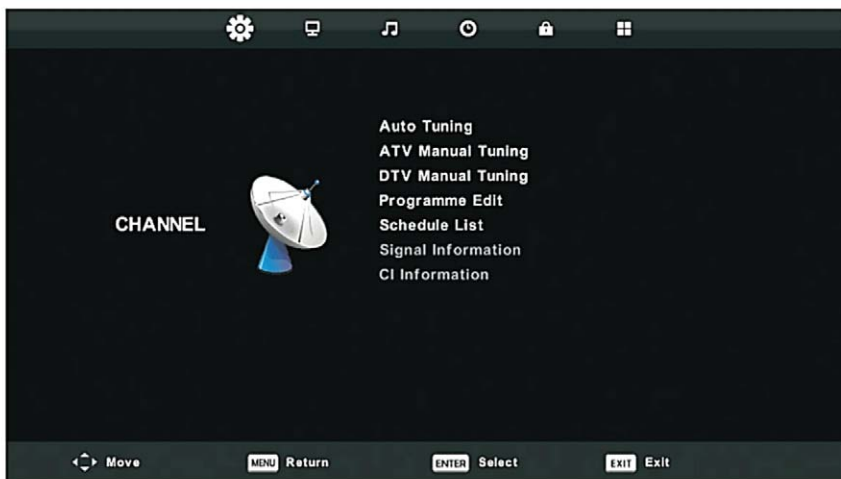 Auto Tuning
ATV Manual Tuning
DTV Manual Tuning
Programme Edit
CHANNEL
Schedule List
Signal Information
CI Information
Move
MENU Return
ENTER Select
EXIT Exit